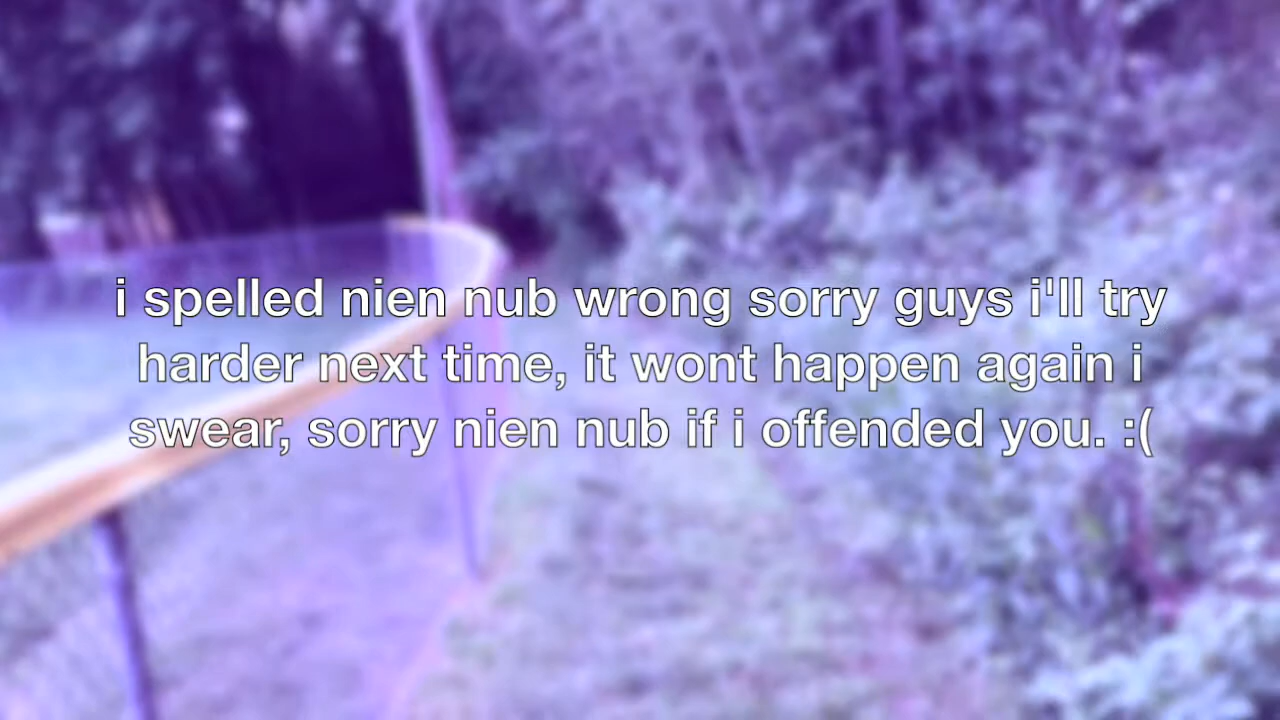 i spelled nien nub wrong sorry guys i'll try
harder next time, it wont happen again i
swear, sorry nien nub if i offended you. :(